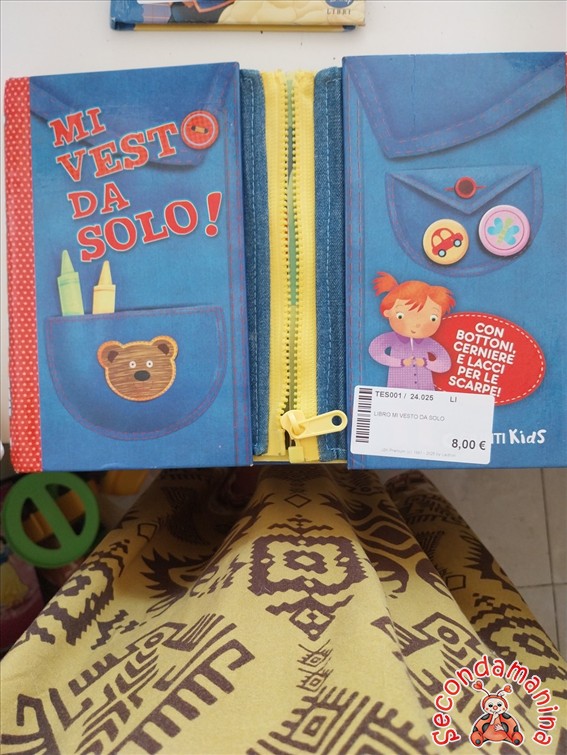 MI
VESTO
DA
SOLO!
CON
BOTTONI,
CERNIERE
E LACCI
PER LE
SCARPE!
TES001 / 24.025 LI
LIBRO MI VESTO DA SOLO
8,00 €
KidS
secondamanina